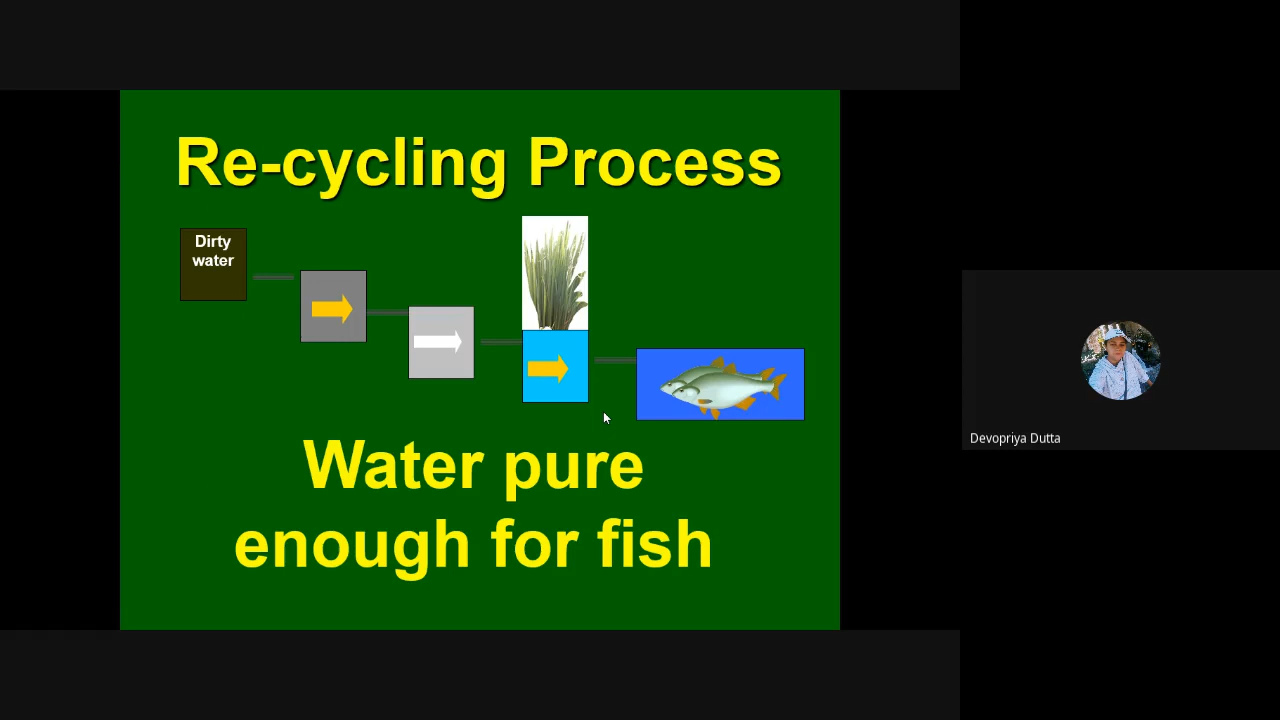 Re-cycling Process
Dirty
water
Water pure
enough for fish
Devopriya Dutta